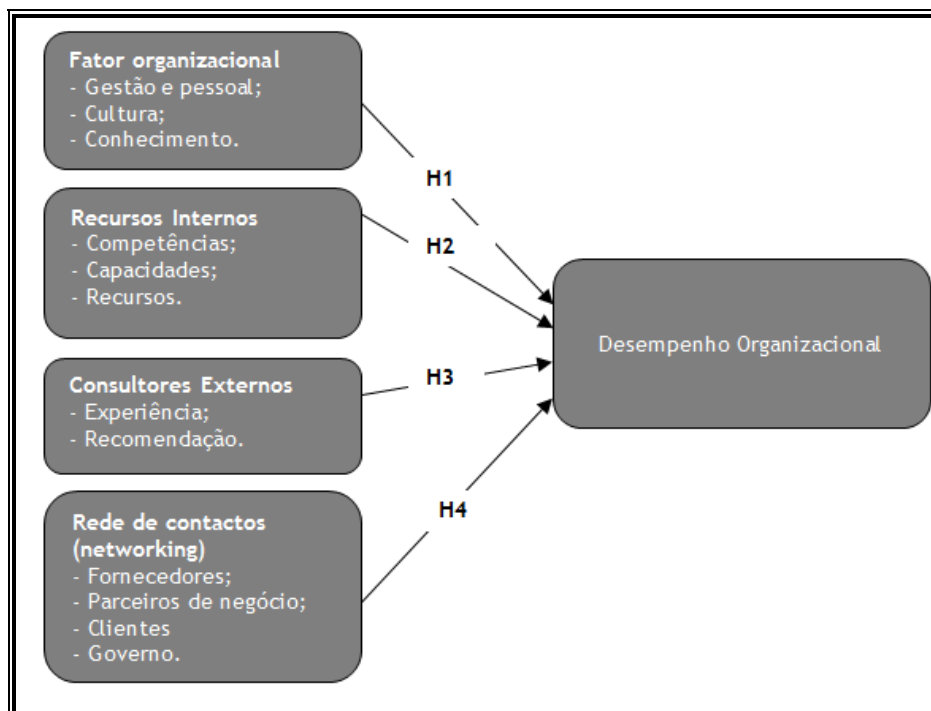 Fator organizacional
- Gestão e pessoal;
- Cultura;
- Conhecimento.
H1
Recursos Internos
- Competências;
- Capacidades;
- Recursos.
H2
Desempenho Organizacional
Consultores Externos
- Experiência;
- Recomendação.
H3
Rede de contactos
(networking)
- Fornecedores;
- Parceiros de negócio;
- Clientes
- Governo.
H4